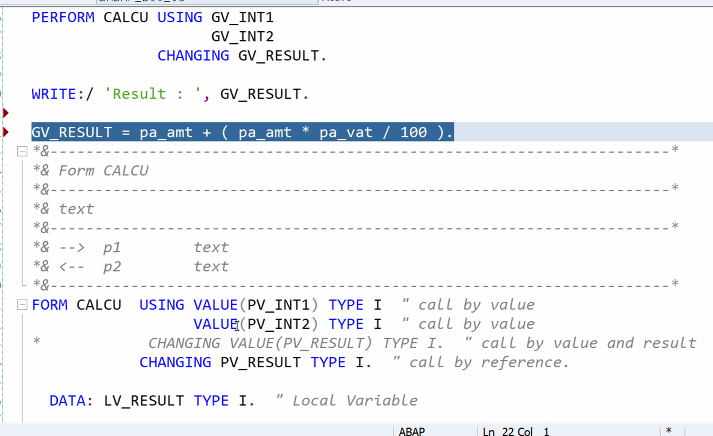 PERFORM CALCU USING GV_INT1
GV_INT2
CHANGING GV_RESULT.
WRITE:/ 'Result : ', GV_RESULT.
GV_RESULT = pa_amt + ( pa_amt * pa_vat / 100 ).
*&---------------------------------------------------------------------*
*& Form CALCU
*&---------------------------------------------------------------------*
*& text
*&---------------------------------------------------------------------*
*& -->  p1        text
*& <--  p2        text
*&---------------------------------------------------------------------*
FORM CALCU  USING VALUE(PV_INT1) TYPE I  " call by value
VALUE(PV_INT2) TYPE I  " call by value
*            CHANGING VALUE(PV_RESULT) TYPE I.  " call by value and result
CHANGING PV_RESULT TYPE I.  " call by reference.
DATA: LV_RESULT TYPE I.  " Local Variable
ABAP Ln 22 Col 1 *